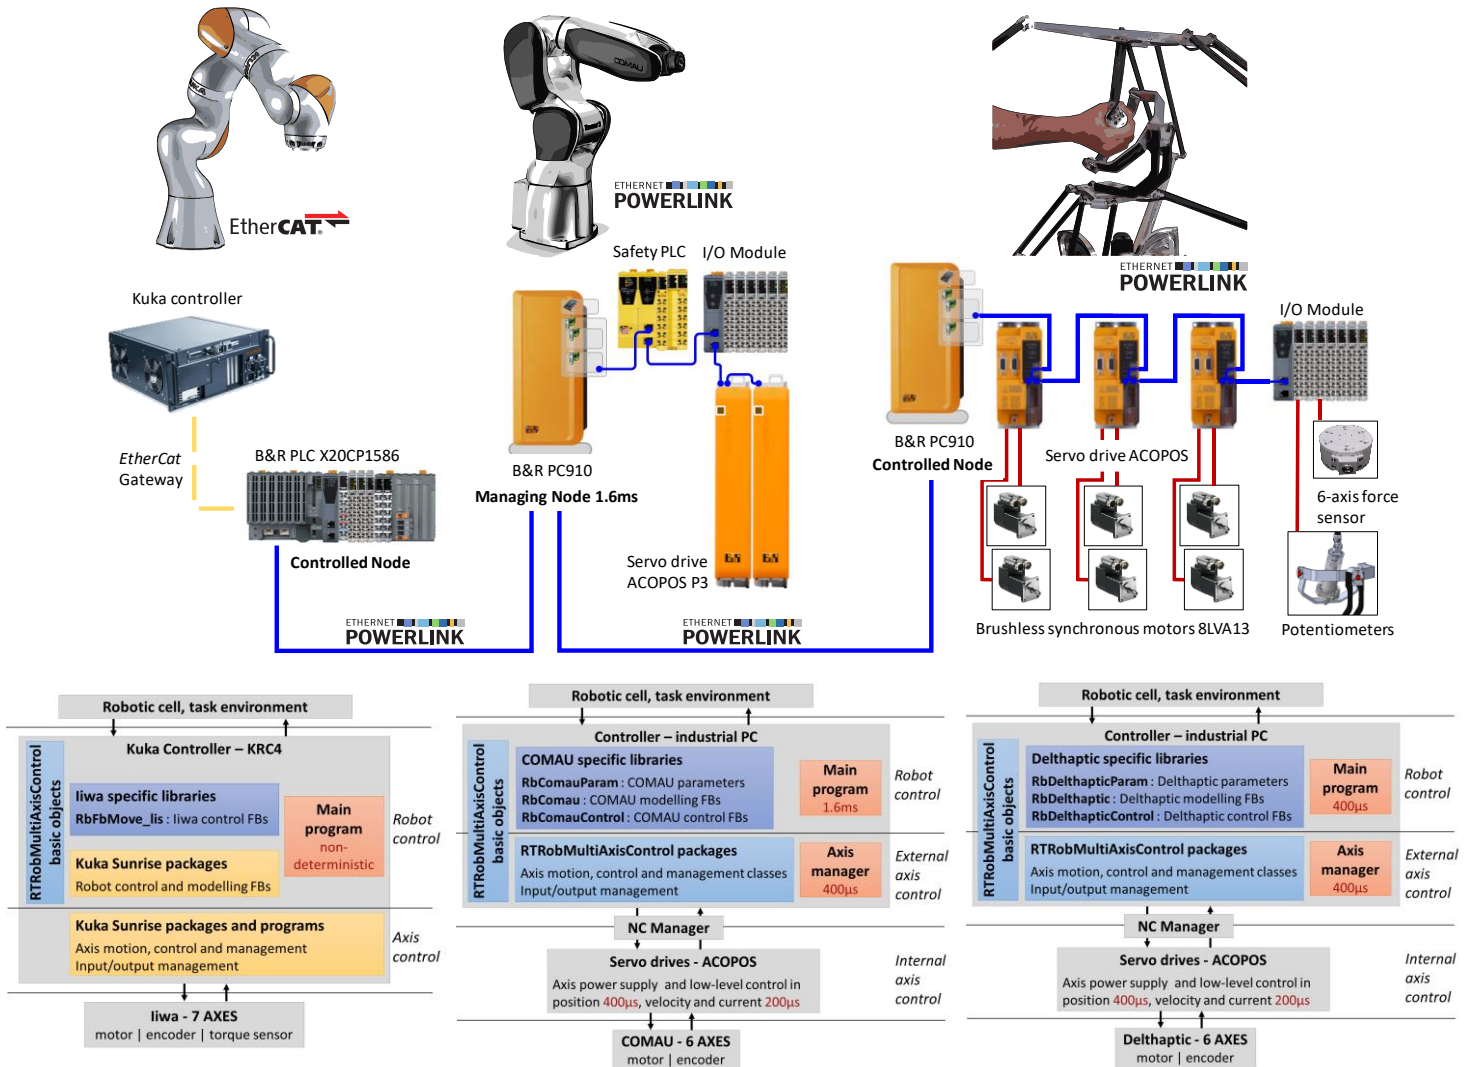 COMAU
EtherCAT®
ETHERNET
POWERLINK
Safety PLC
I/O Module
Kuka controller
EtherCat
Gateway
B&R PLC X20CP1586
Controlled Node
B&R PC910
Managing Node 1.6ms
Servo drive
ACOPOS P3
ETHERNET
POWERLINK
I/O Module
B&R PC910
Controlled Node
Servo drive ACOPOS
6-axis force
sensor
Brushless synchronous motors 8LVA13
Potentiometers
ETHERNET
POWERLINK
ETHERNET
POWERLINK
Robotic cell, task environment
Kuka Controller – KRC4
RTRobMultiAxisControl
basic objects
Iiwa specific libraries
RbFbMove_lis : Iiwa control FBs
Main
program
non-
deterministic
Kuka Sunrise packages
Robot control and modelling FBs
Robot
control
Kuka Sunrise packages and programs
Axis motion, control and management
Input/output management
Axis
control
Iiwa - 7 AXES
motor | encoder | torque sensor
Robotic cell, task environment
Controller – industrial PC
RTRobMultiAxisControl
basic objects
COMAU specific libraries
RbComauParam : COMAU parameters
RbComau : COMAU modelling FBs
RbComauControl : COMAU control FBs
Main
program
1.6ms
Robot
control
RTRobMultiAxisControl packages
Axis motion, control and management classes
Input/output management
Axis
manager
400µs
External
axis
control
NC Manager
Servo drives - ACOPOS
Axis power supply and low-level control in
position 400µs, velocity and current 200µs
Internal
axis
control
COMAU - 6 AXES
motor | encoder
Robotic cell, task environment
Controller – industrial PC
RTRobMultiAxisControl
basic objects
Delthaptic specific libraries
RbDelthapticParam : Delthaptic parameters
RbDelthaptic : Delthaptic modelling FBs
RbDelthapticControl : Delthaptic control FBs
Main
program
400µs
Robot
control
RTRobMultiAxisControl packages
Axis motion, control and management classes
Input/output management
Axis
manager
400µs
External
axis
control
NC Manager
Servo drives - ACOPOS
Axis power supply and low-level control in
position 400µs, velocity and current 200µs
Internal
axis
control
Delthaptic - 6 AXES
motor | encoder